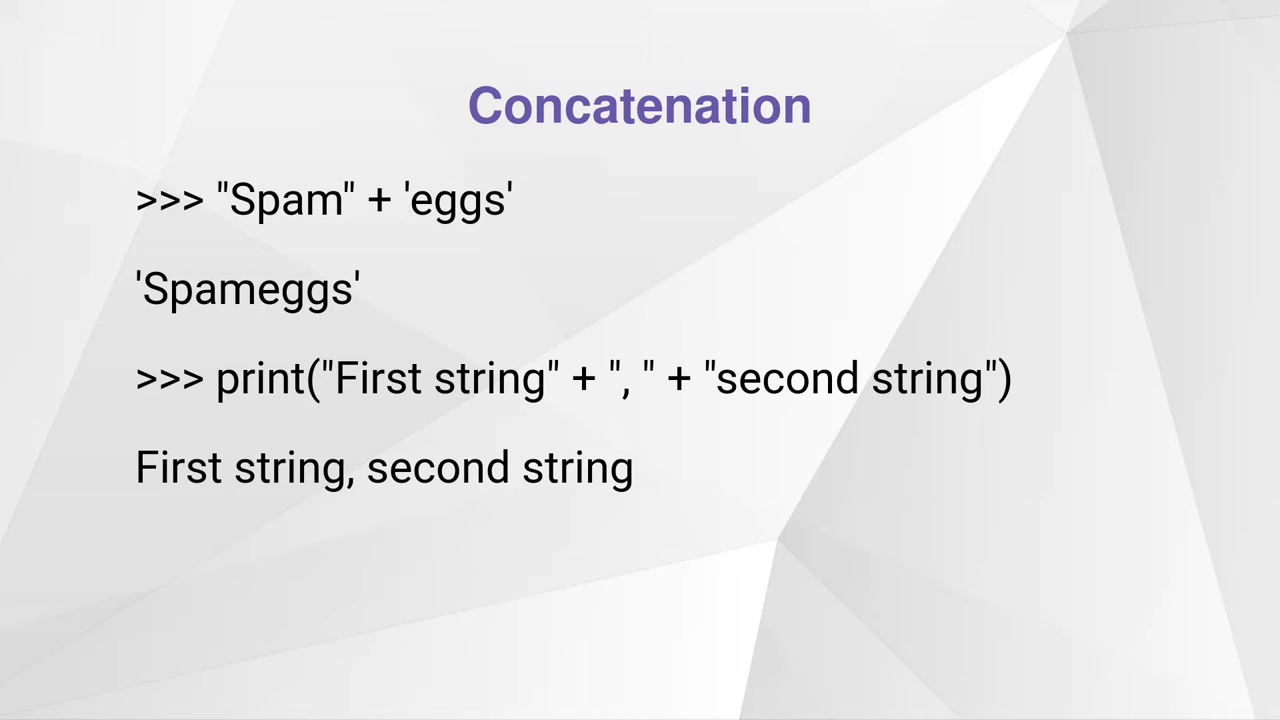 Concatenation
>>> "Spam" + 'eggs'
'Spameggs'
>>> print("First string" + ", " + "second string")
First string, second string